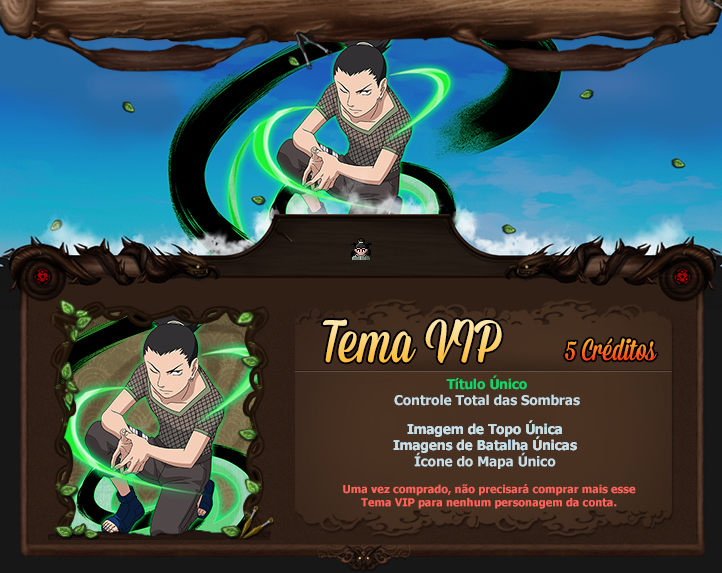 Tema VIP
5 Créditos
Título Único
Controle Total das Sombras
Imagem de Topo Única
Imagens de Batalha Únicas
Ícone do Mapa Único
Uma vez comprado, não precisará comprar mais esse
Tema VIP para nenhum personagem da conta.